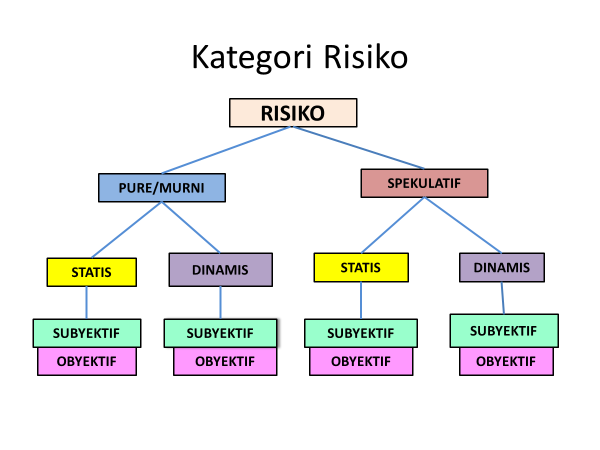 Kategori Risiko
RISIKO
PURE/MURNI
SPEKULATIF
STATIS
DINAMIS
STATIS
DINAMIS
SUBYEKTIF
SUBYEKTIF
SUBYEKTIF
SUBYEKTIF
OBYEKTIF
OBYEKTIF
OBYEKTIF
OBYEKTIF